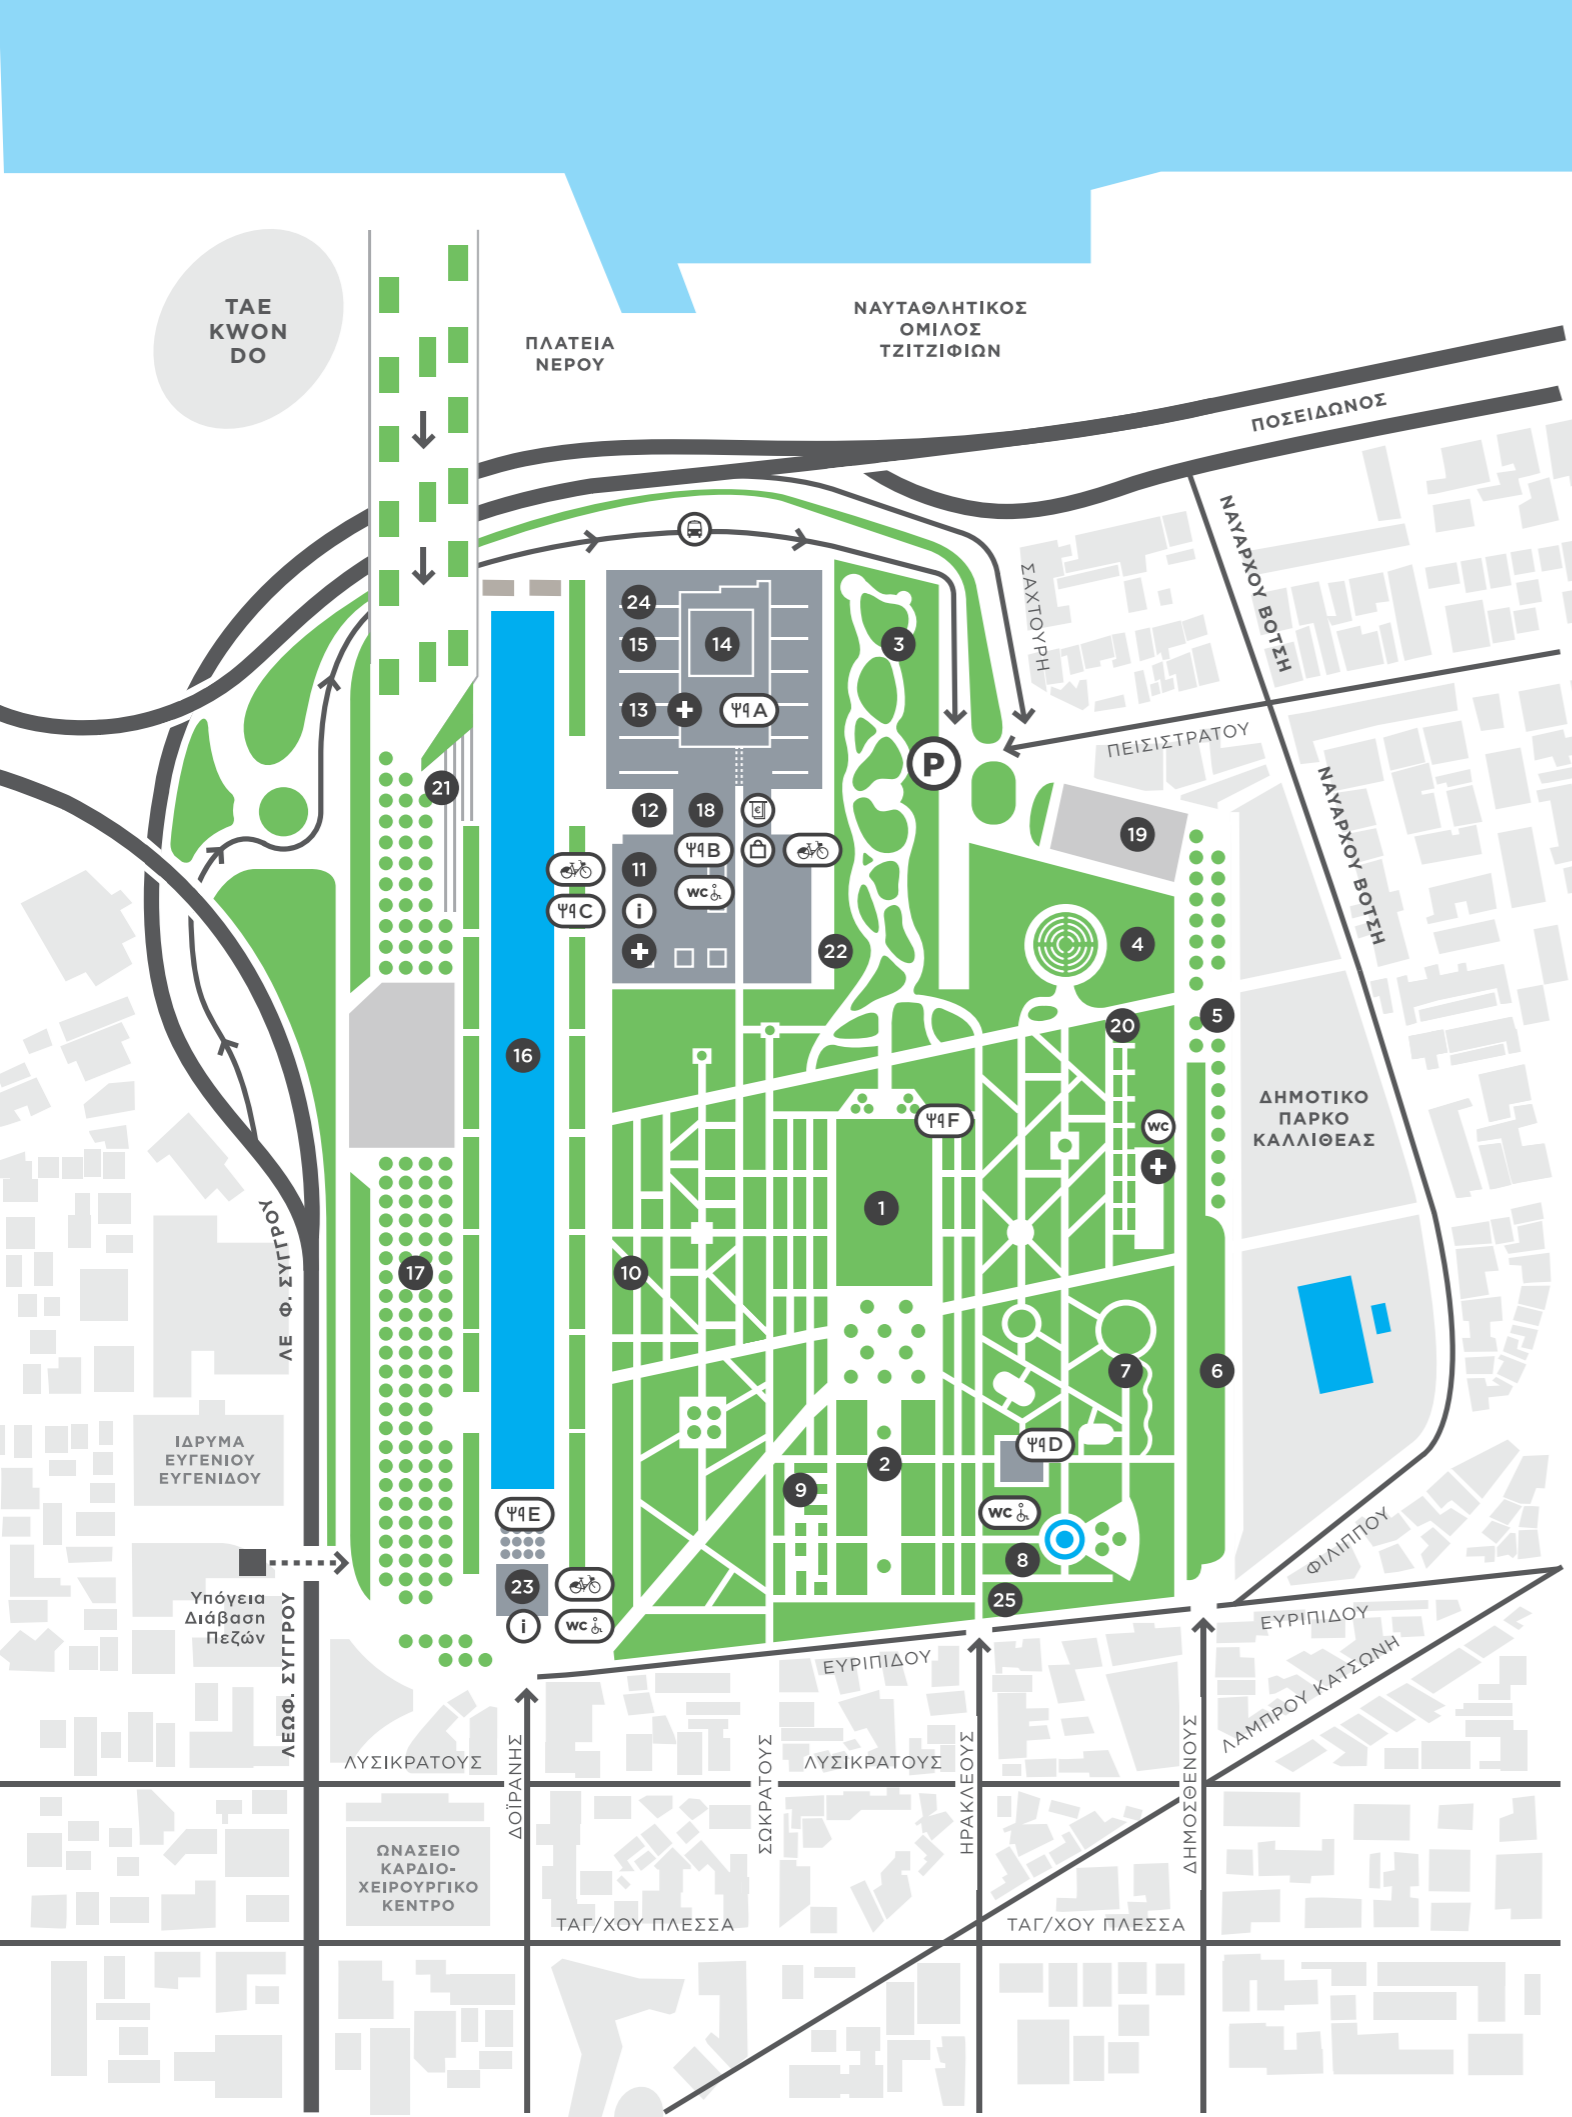 TAE
KWON
DO
ΠΛΑΤΕΙΑ
ΝΕΡΟΥ
ΝΑΥΤΑΘΛΗΤΙΚΟΣ
ΟΜΙΛΟΣ
ΤΖΙΤΖΙΦΙΩΝ
ΠΟΣΕΙΔΩΝΟΣ
ΝΑΥΑΡΧΟΥ ΒΟΤΣΗ
ΣΑΧΤΟΥΡΗ
24
15
14
3
13
A
ΠΕΙΣΙΣΤΡΑΤΟΥ
P
21
12
18
€
ΝΑΥΑΡΧΟΥ ΒΟΤΣΗ
19
B
11
WC
C
i
22
4
5
20
16
ΔΗΜΟΤΙΚΟ
ΠΑΡΚΟ
ΚΑΛΛΙΘΕΑΣ
F
WC
1
ΛΕ Φ. ΣΥΓΓΡΟΥ
17
10
7
6
ΙΔΡΥΜΑ
ΕΥΓΕΝΙΟΥ
ΕΥΓΕΝΙΔΟΥ
D
2
9
E
WC
8
ΦΙΛΙΠΠΟΥ
Υπόγεια
Διάβαση
Πεζών
23
25
i
WC
ΕΥΡΙΠΙΔΟΥ
ΕΥΡΙΠΙΔΟΥ
ΛΕΩΦ. ΣΥΓΓΡΟΥ
ΛΑΜΠΡΟΥ ΚΑΤΣΩΝΗ
ΛΥΣΙΚΡΑΤΟΥΣ
ΔΟΪΡΑΝΗΣ
ΣΩΚΡΑΤΟΥΣ
ΛΥΣΙΚΡΑΤΟΥΣ
ΗΡΑΚΛΕΟΥΣ
ΔΗΜΟΣΘΕΝΟΥΣ
ΩΝΑΣΕΙΟ
ΚΑΡΔΙΟ-
ΧΕΙΡΟΥΡΓΙΚΟ
ΚΕΝΤΡΟ
ΤΑΓ/ΧΟΥ ΠΛΕΣΣΑ
ΤΑΓ/ΧΟΥ ΠΛΕΣΣΑ